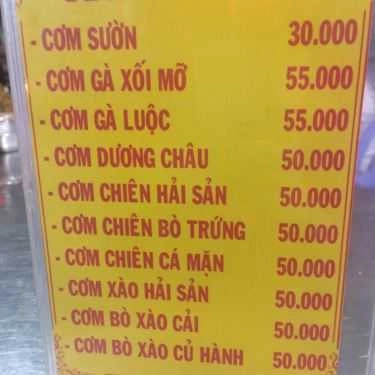 - CƠM SƯỜN 30.000
- CƠM GÀ XỐI MỠ 55.000
- CƠM GÀ LUỘC 55.000
- CƠM DƯƠNG CHÂU 50.000
- CƠM CHIÊN HẢI SẢN 50.000
- CƠM CHIÊN BÒ TRỨNG 50.000
- CƠM CHIÊN CÁ MẶN 50.000
- CƠM XÀO HẢI SẢN 50.000
- CƠM BÒ XÀO CẢI 50.000
- CƠM BÒ XÀO CỦ HÀNH 50.000